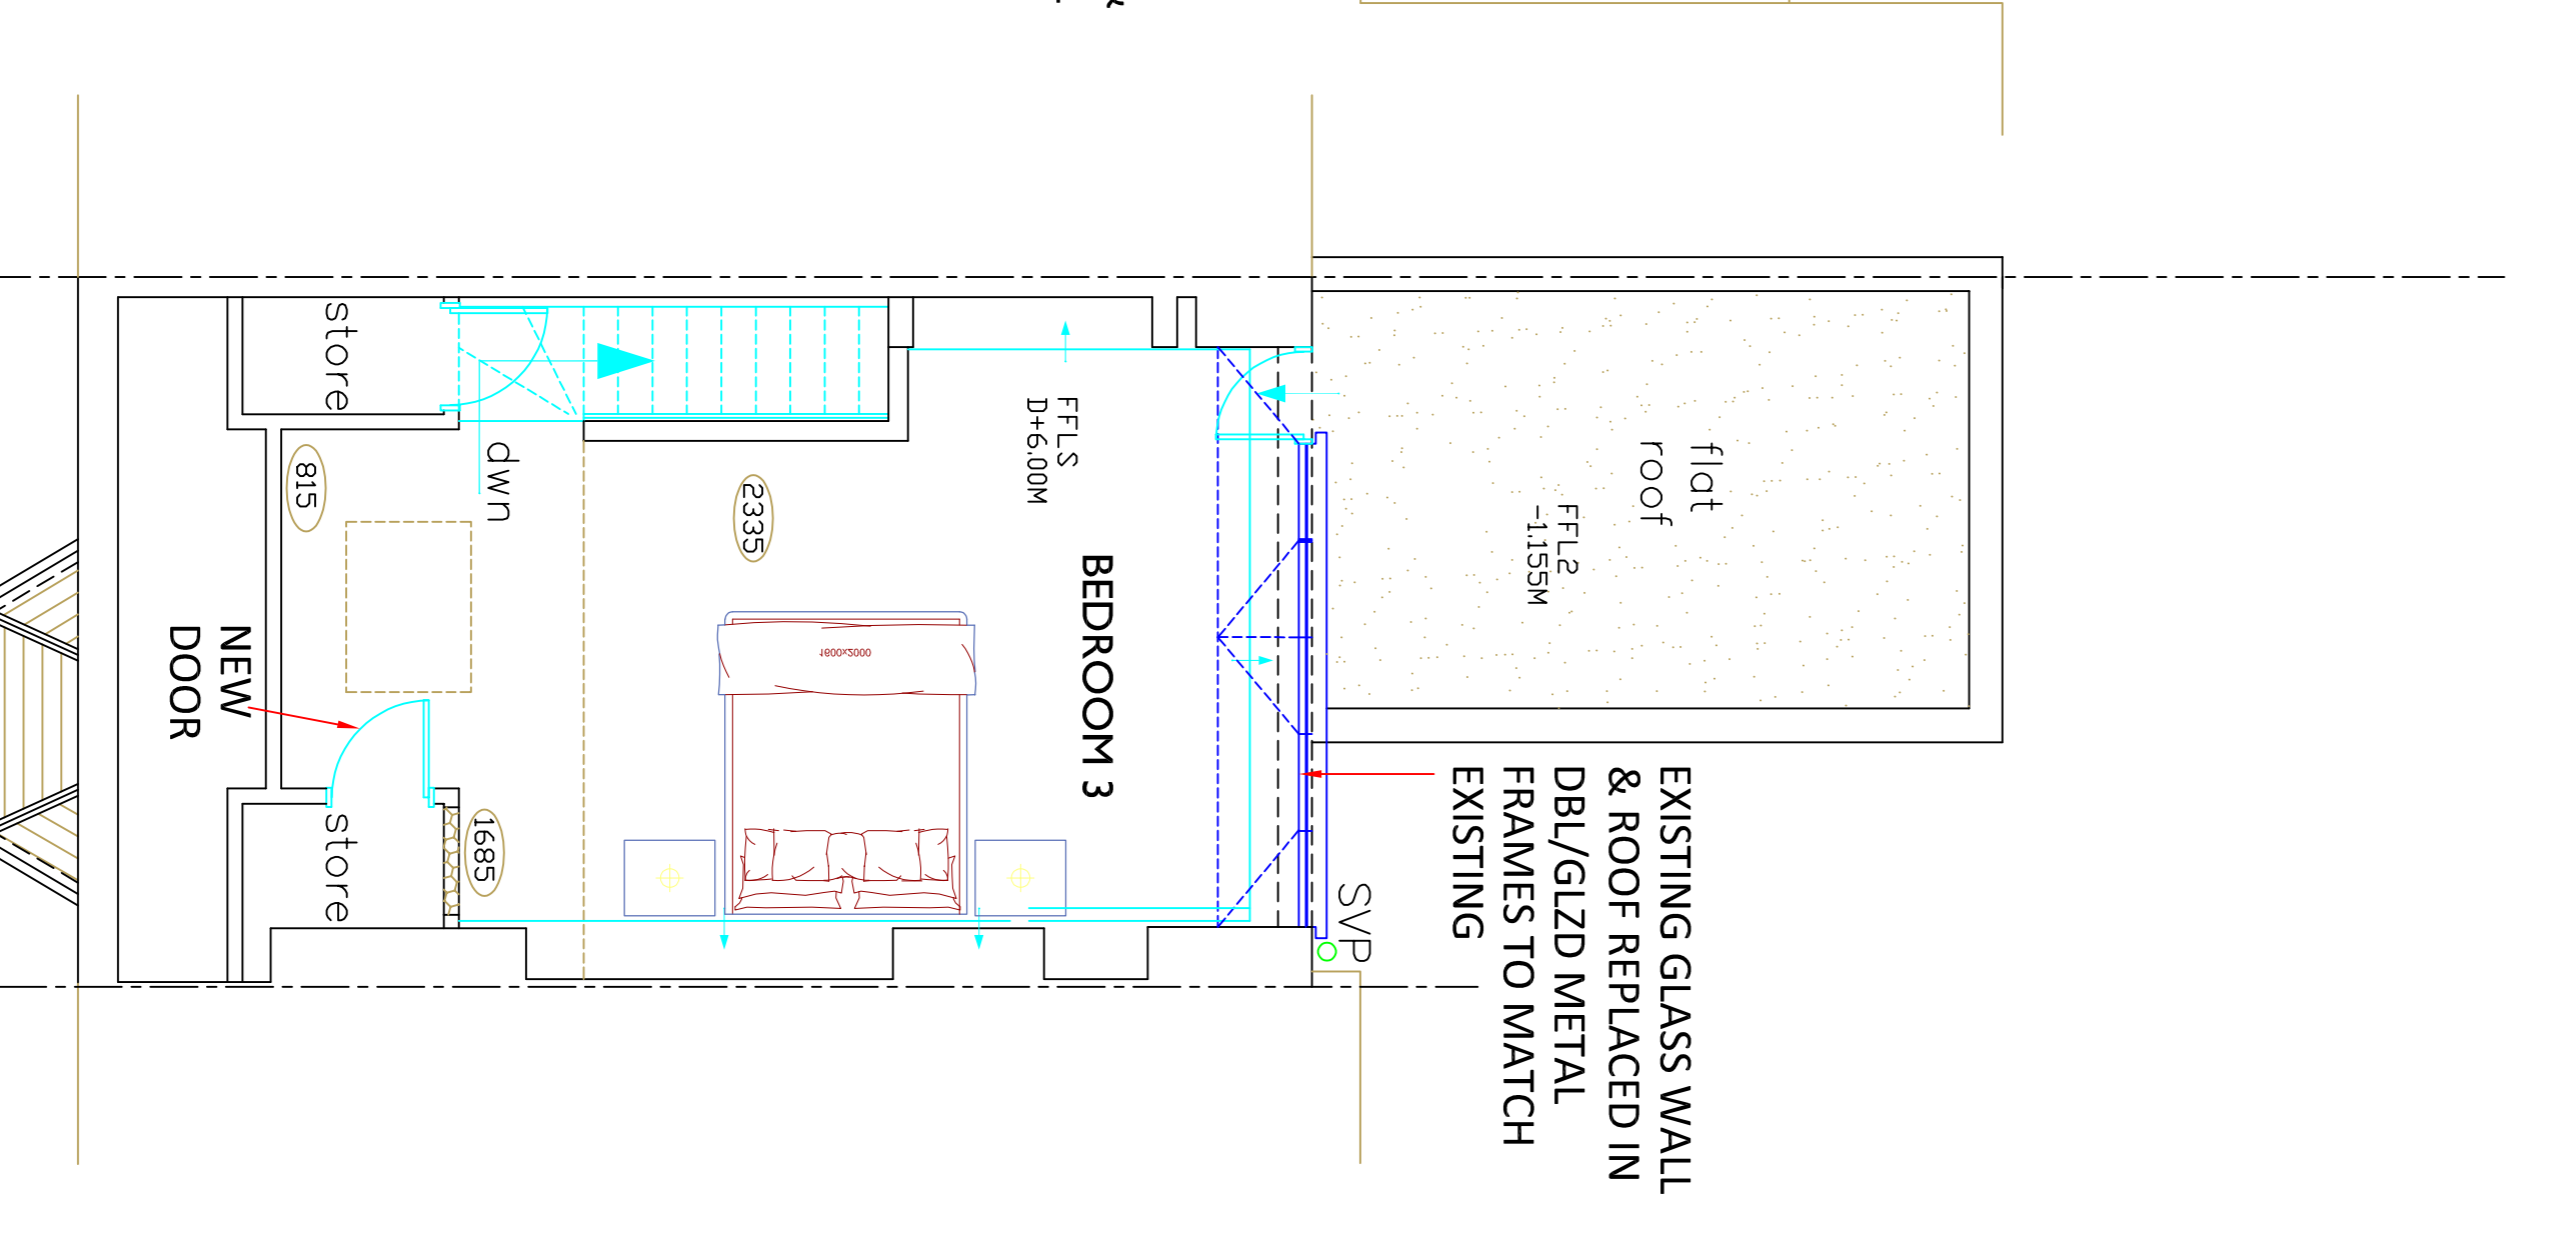 EXISTING GLASS WALL
& ROOF REPLACED IN
DBL/GLZD METAL
FRAMES TO MATCH
EXISTING
flat
roof
FFL2
-1.155M
SVP
BEDROOM 3
FFLS
D+6.00M
2335
1600x2000
dwn
1685
store
store
815
NEW
DOOR